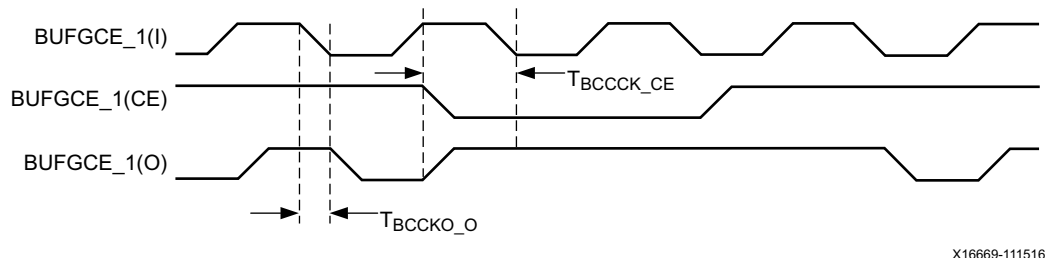 BUFGCE_1(I)
T_BCCCK_CE
BUFGCE_1(CE)
BUFGCE_1(O)
T_BCCKO_O
X16669-111516